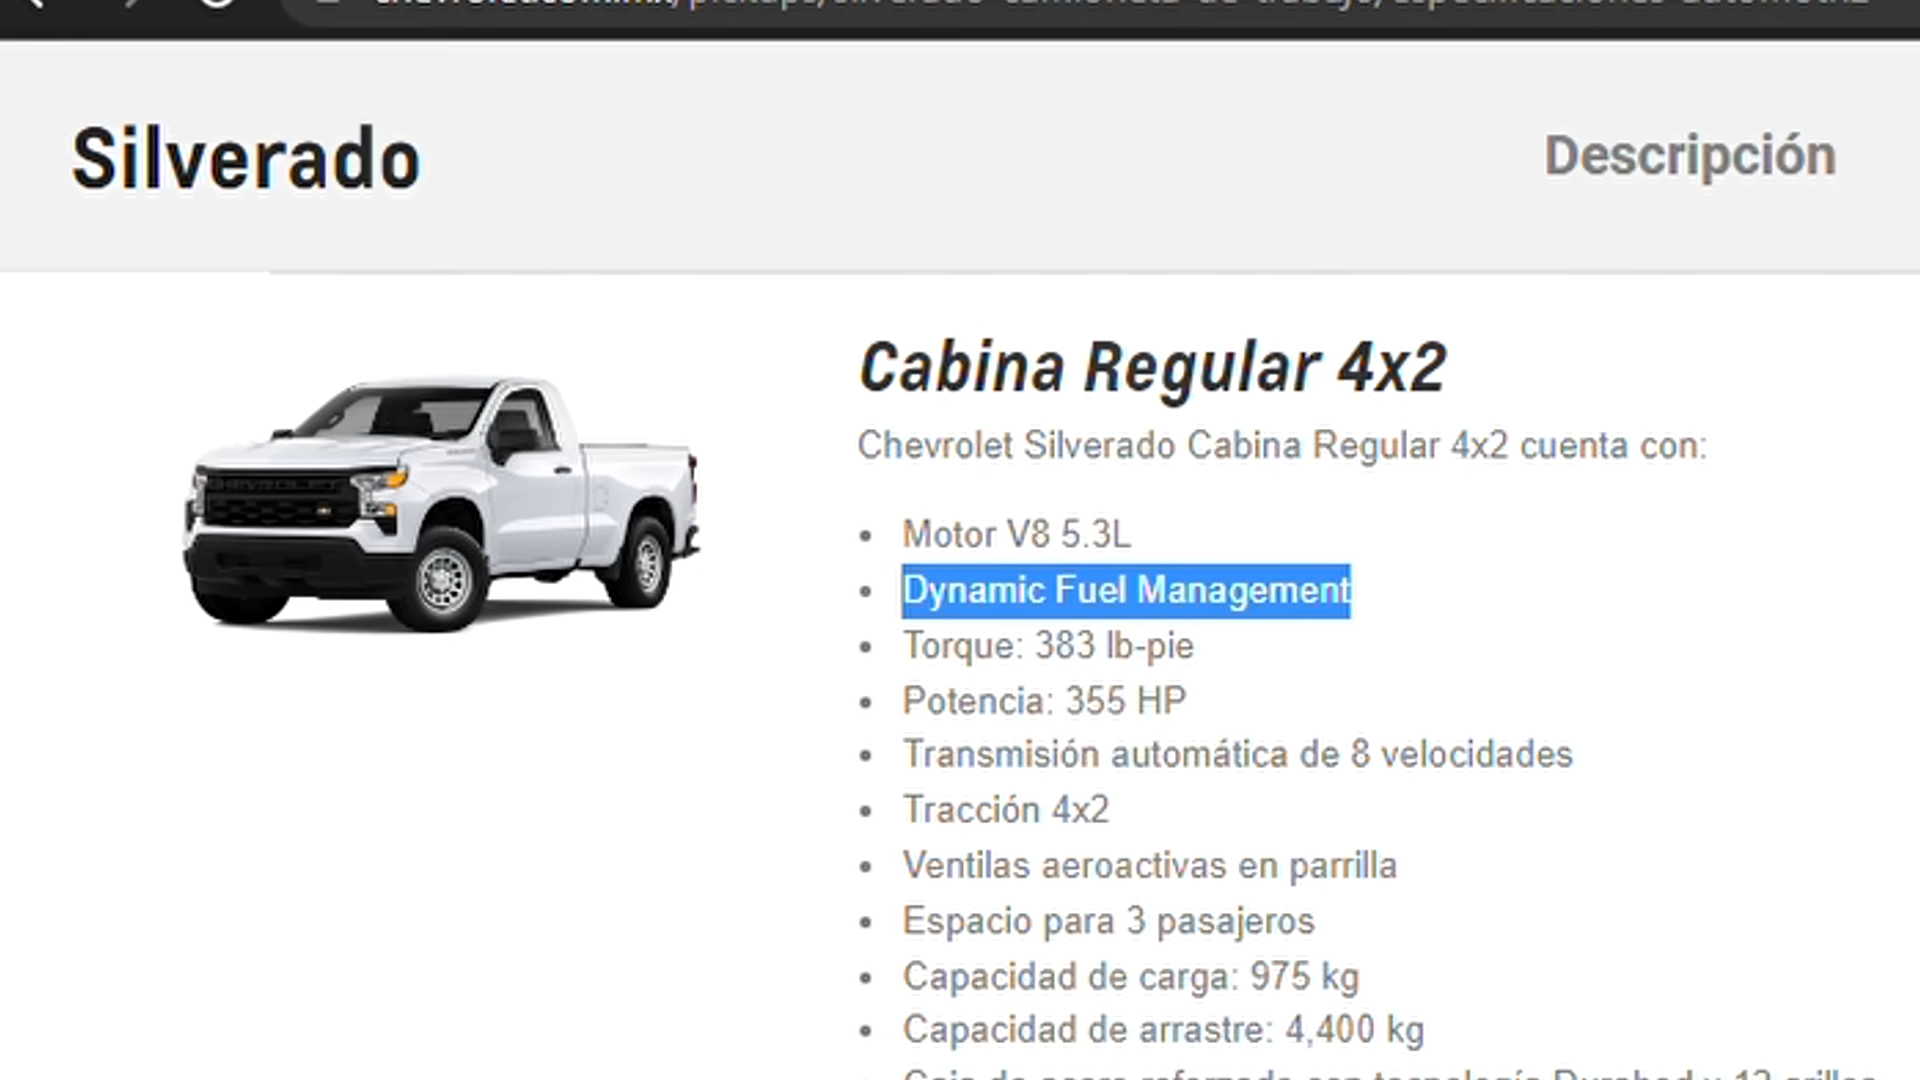 Silverado
Descripción
Cabina Regular 4x2
Chevrolet Silverado Cabina Regular 4x2 cuenta con:
• Motor V8 5.3L
• Dynamic Fuel Management
• Torque: 383 lb-pie
• Potencia: 355 HP
• Transmisión automática de 8 velocidades
• Tracción 4x2
• Ventilas aeroactivas en parrilla
• Espacio para 3 pasajeros
• Capacidad de carga: 975 kg
• Capacidad de arrastre: 4,400 kg